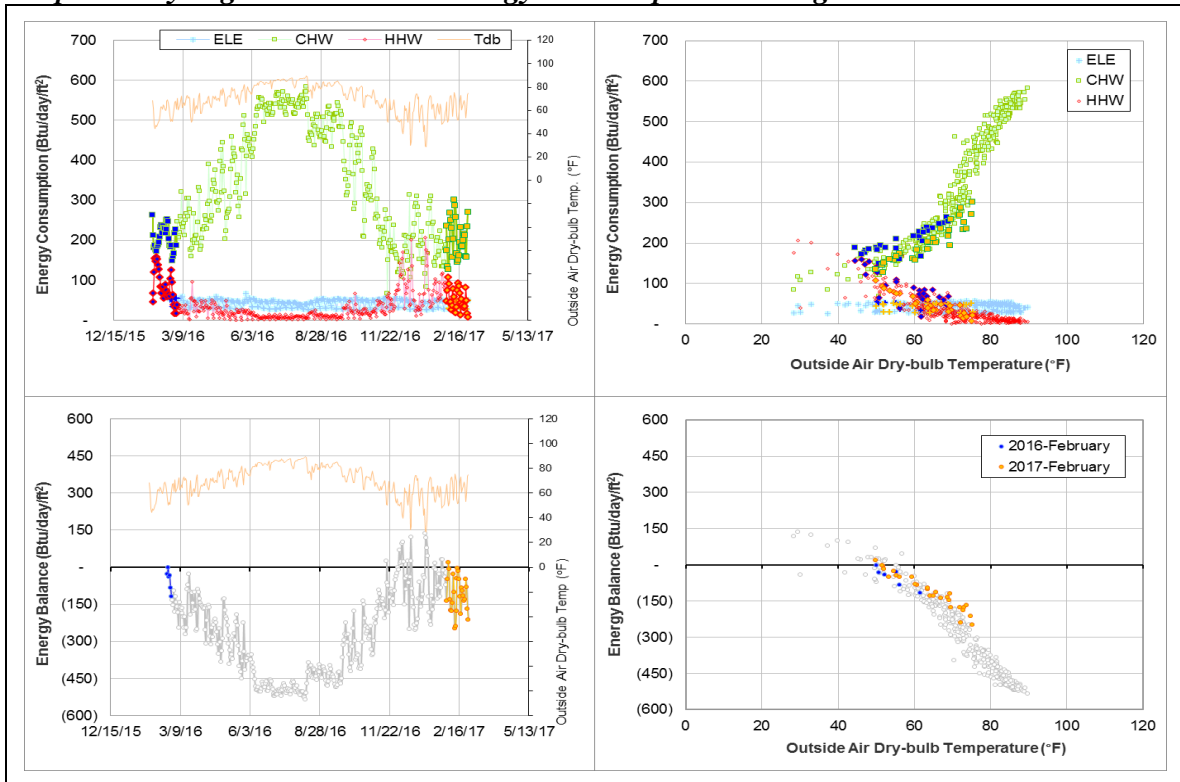 ELE CHW HHW Tdb
Energy Consumption (Btu/day/ft²)
700
600
500
400
300
200
100
-
120
100
80
60
40
20
0
Outside Air Dry-bulb Temp. (°F)
12/15/15 3/9/16 6/3/16 8/28/16 11/22/16 2/16/17 5/13/17
ELE
CHW
HHW
Energy Consumption (Btu/day/ft²)
700
600
500
400
300
200
100
-
0 20 40 60 80 100 120
Outside Air Dry-bulb Temperature (°F)
Energy Balance (Btu/day/ft²)
600
450
300
150
-
(150)
(300)
(450)
(600)
120
100
80
60
40
20
0
Outside Air Dry-bulb Temp (°F)
12/15/15 3/9/16 6/3/16 8/28/16 11/22/16 2/16/17 5/13/17
2016-February
2017-February
Energy Balance (Btu/day/ft²)
600
450
300
150
-
(150)
(300)
(450)
(600)
0 20 40 60 80 100 120
Outside Air Dry-bulb Temperature (°F)